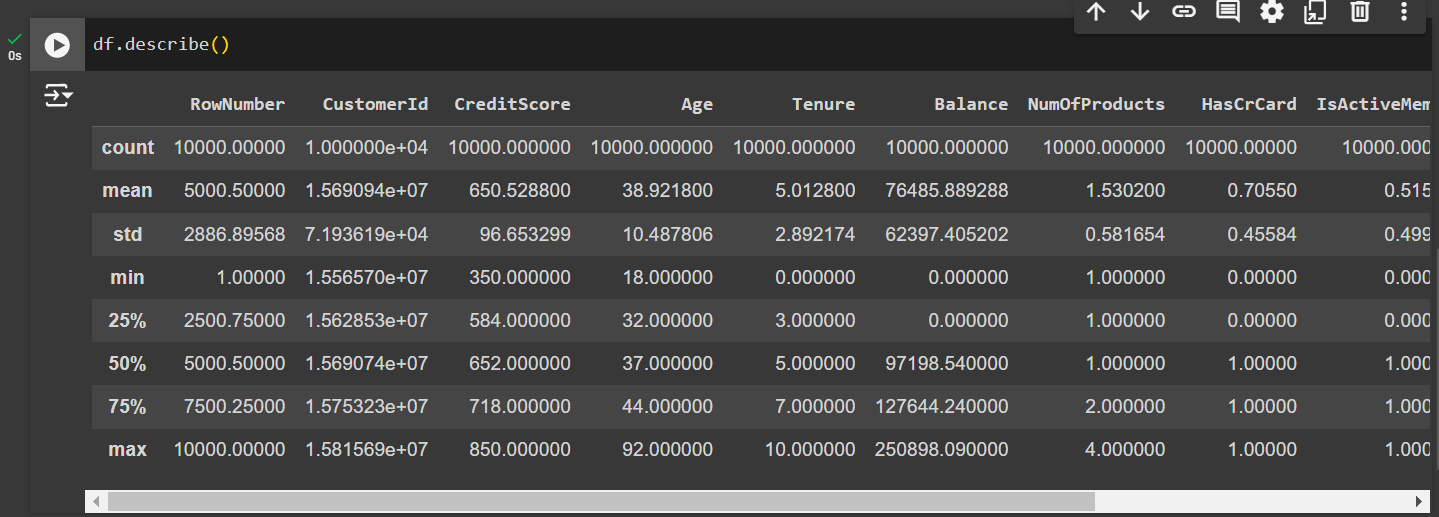 df.describe()
0s
RowNumber CustomerId CreditScore Age Tenure Balance NumOfProducts HasCrCard IsActiveMem
count 10000.00000 1.000000e+04 10000.000000 10000.000000 10000.000000 10000.000000 10000.000000 10000.00000 10000.000
mean 5000.50000 1.569094e+07 650.528800 38.921800 5.012800 76485.889288 1.530200 0.70550 0.515
std 2886.89568 7.193619e+04 96.653299 10.487806 2.892174 62397.405202 0.581654 0.45584 0.499
min 1.00000 1.556570e+07 350.000000 18.000000 0.000000 0.000000 1.000000 0.00000 0.000
25% 2500.75000 1.562853e+07 584.000000 32.000000 3.000000 0.000000 1.000000 0.00000 0.000
50% 5000.50000 1.569074e+07 652.000000 37.000000 5.000000 97198.540000 1.000000 1.00000 1.000
75% 7500.25000 1.575323e+07 718.000000 44.000000 7.000000 127644.240000 2.000000 1.00000 1.000
max 10000.00000 1.581569e+07 850.000000 92.000000 10.000000 250898.090000 4.000000 1.00000 1.000